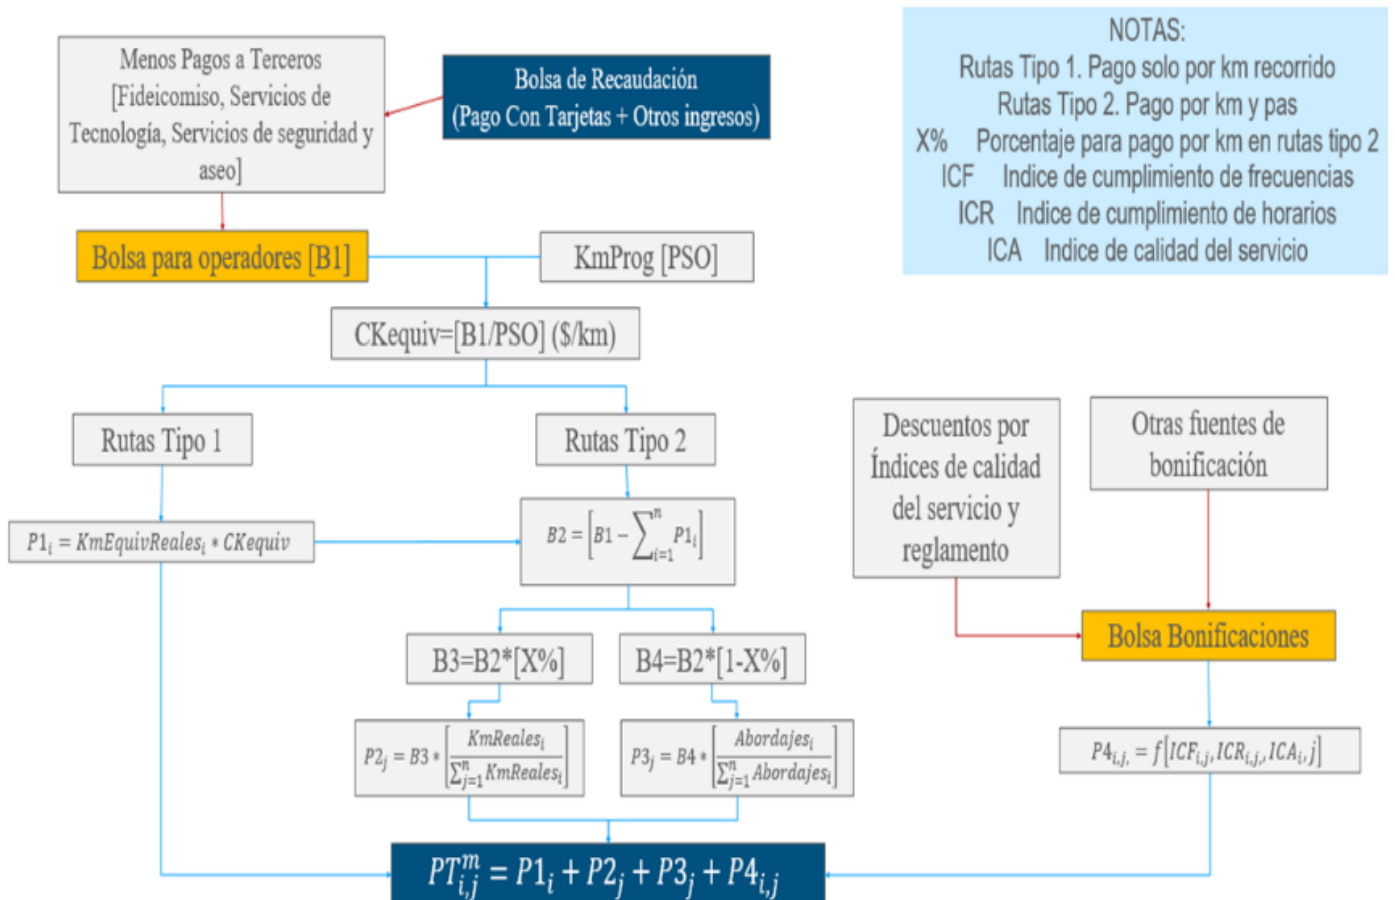 Menos Pagos a Terceros
[Fideicomiso, Servicios de
Tecnología, Servicios de seguridad y
aseo]
Bolsa de Recaudación
(Pago Con Tarjetas + Otros ingresos)
NOTAS:
Rutas Tipo 1. Pago solo por km recorrido
Rutas Tipo 2. Pago por km y pas
X% Porcentaje para pago por km en rutas tipo 2
ICF Indice de cumplimiento de frecuencias
ICR Indice de cumplimiento de horarios
ICA Indice de calidad del servicio
Bolsa para operadores [B1]
KmProg [PSO]
CKequiv=[B1/PSO] ($/km)
Rutas Tipo 1
Rutas Tipo 2
Descuentos por
Índices de calidad
del servicio y
reglamento
Otras fuentes de
bonificación
P1_i = KmEquivReales_i * CKequiv
B2 = [B1 − ∑_{i=1}^{n} P1_i]
Bolsa Bonificaciones
B3=B2*[X%]
B4=B2*[1-X%]
P2_j = B3 * [KmReales_i / ∑_{j=1}^{n} KmReales_i]
P3_j = B4 * [Abordajes_i / ∑_{j=1}^{n} Abordajes_i]
P4_{i,j,} = f[ICF_{i,j}, ICR_{i,j,}, ICA_i, j]
PT_{i,j}^{m} = P1_i + P2_j + P3_j + P4_{i,j}